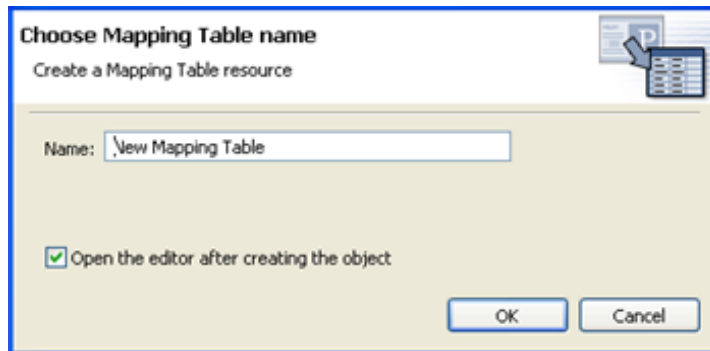 Choose Mapping Table name
Create a Mapping Table resource
P
Name: New Mapping Table
Open the editor after creating the object
OK Cancel